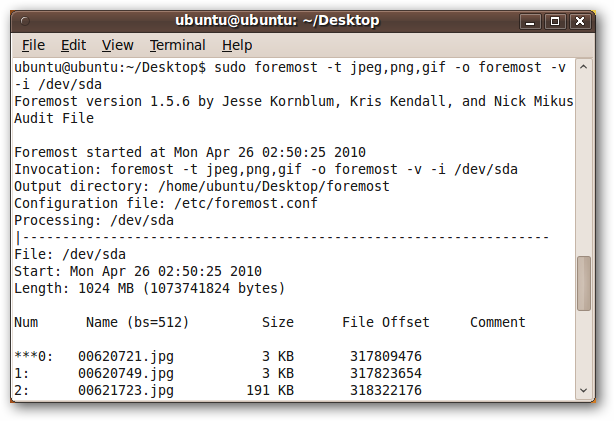 ubuntu@ubuntu: ~/Desktop
File Edit View Terminal Help
ubuntu@ubuntu:~/Desktop$ sudo foremost -t jpeg,png,gif -o foremost -v
-i /dev/sda
Foremost version 1.5.6 by Jesse Kornblum, Kris Kendall, and Nick Mikus
Audit File

Foremost started at Mon Apr 26 02:50:25 2010
Invocation: foremost -t jpeg,png,gif -o foremost -v -i /dev/sda
Output directory: /home/ubuntu/Desktop/foremost
Configuration file: /etc/foremost.conf
Processing: /dev/sda
|------------------------------------------------------------------
File: /dev/sda
Start: Mon Apr 26 02:50:25 2010
Length: 1024 MB (1073741824 bytes)

Num      Name (bs=512)         Size      File Offset     Comment

***0:   00620721.jpg           3 KB       317809476
1:      00620749.jpg           3 KB       317823654
2:      00621723.jpg         191 KB       318322176